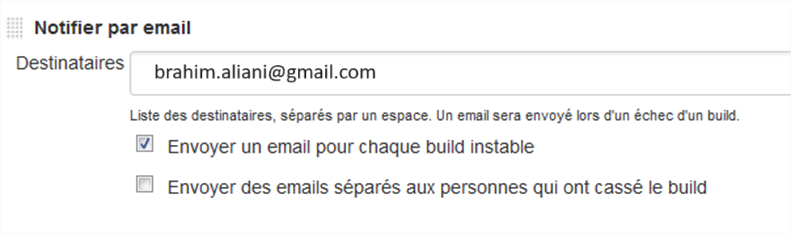 Notifier par email
Destinataires brahim.aliani@gmail.com
Liste des destinataires, séparés par un espace. Un email sera envoyé lors d'un échec d'un build.
Envoyer un email pour chaque build instable
Envoyer des emails séparés aux personnes qui ont cassé le build